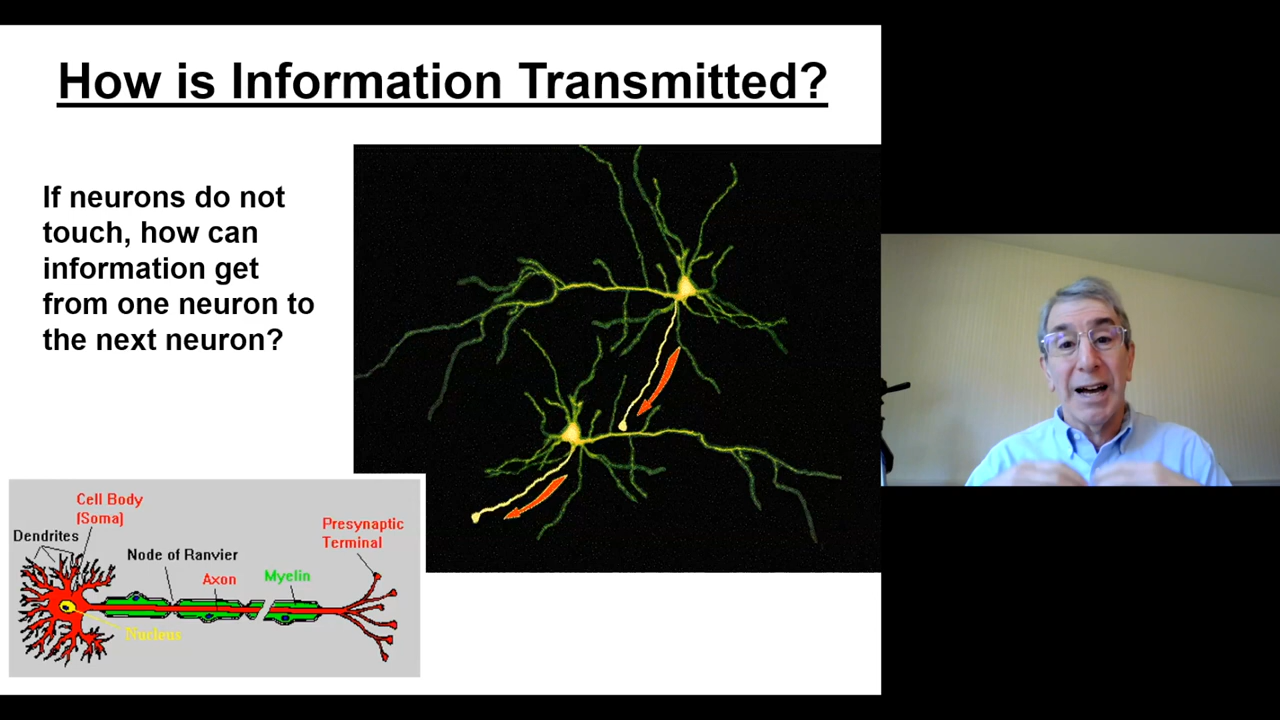 How is Information Transmitted?
If neurons do not
touch, how can
information get
from one neuron to
the next neuron?
Cell Body
(Soma)
Dendrites
Node of Ranvier
Axon
Myelin
Presynaptic
Terminal
Nucleus